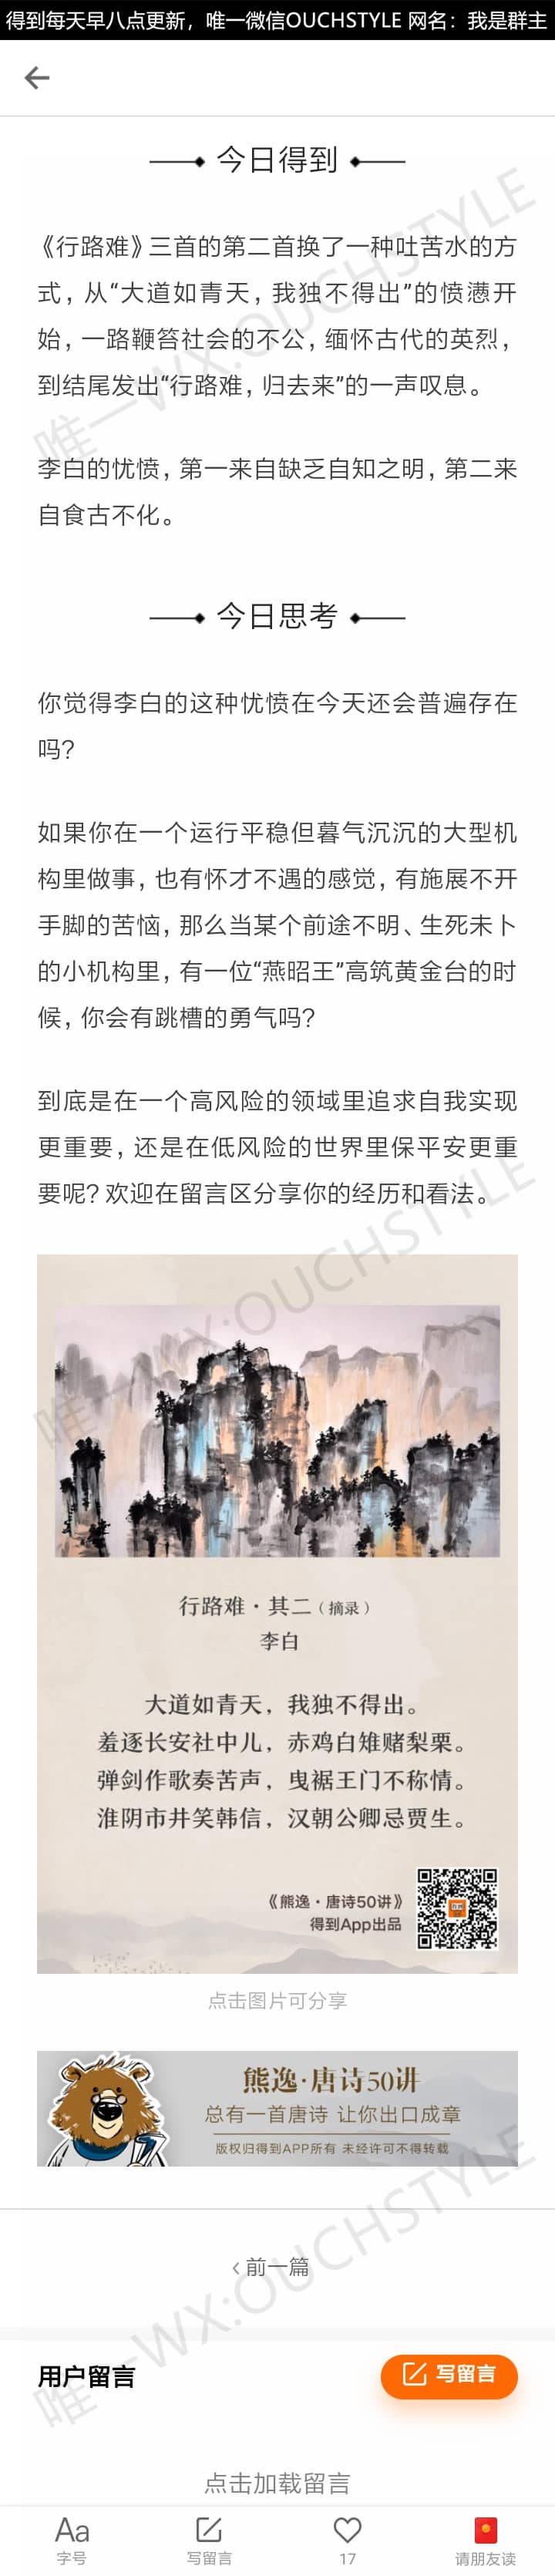 得到每天早八点更新，唯一微信OUCHSTYLE 网名：我是群主
今日得到
《行路难》三首的第二首换了一种吐苦水的方
式，从“大道如青天，我独不得出”的愤懑开
始，一路鞭笞社会的不公，缅怀古代的英烈，
到结尾发出“行路难，归去来”的一声叹息。
李白的忧愤，第一来自缺乏自知之明，第二来
自食古不化。
今日思考
你觉得李白的这种忧愤在今天还会普遍存在
吗？
如果你在一个运行平稳但暮气沉沉的大型机
构里做事，也有怀才不遇的感觉，有施展不开
手脚的苦恼，那么当某个前途不明、生死未卜
的小机构里，有一位“燕昭王”高筑黄金台的时
候，你会有跳槽的勇气吗？
到底是在一个高风险的领域里追求自我实现
更重要，还是在低风险的世界里保平安更重
要呢？欢迎在留言区分享你的经历和看法。
行路难·其二（摘录）
李白
大道如青天，我独不得出。
羞逐长安社中儿，赤鸡白雉赌梨栗。
弹剑作歌奏苦声，曳裾王门不称情。
淮阴市井笑韩信，汉朝公卿忌贾生。
《熊逸·唐诗50讲》
得到App出品
点击图片可分享
熊逸·唐诗50讲
总有一首唐诗 让你出口成章
版权归得到APP所有 未经许可不得转载
前一篇
用户留言
写留言
点击加载留言
Aa
字号
写留言
17
请朋友读
唯一WX:OUCHSTYLE
唯一WX:OUCHSTYLE
唯一WX:OUCHSTYLE